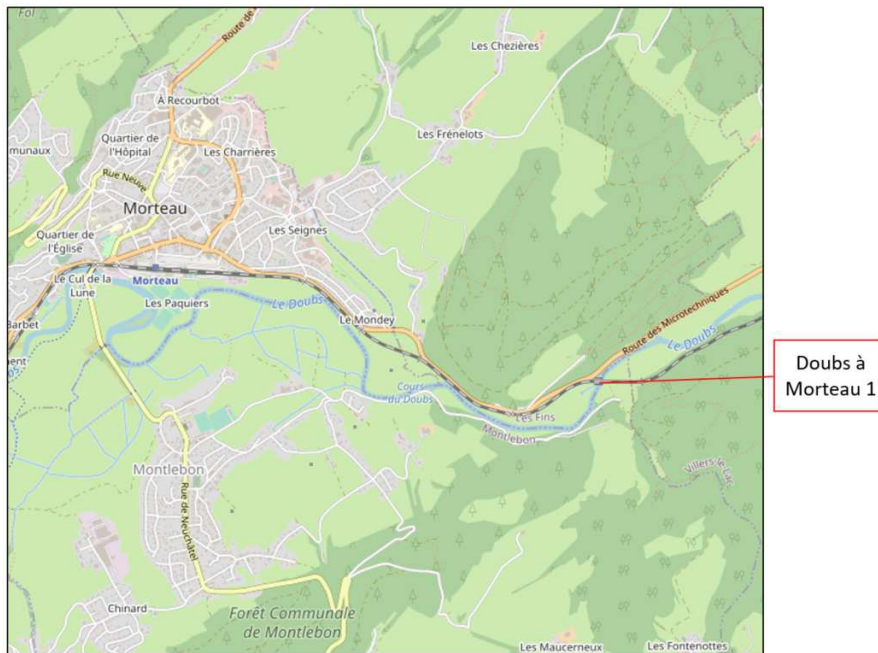 Fol
Route de
Les Chezières
À Recourbot
Quartier de
l'Hôpital
Les Frénelots
Les Charrières
munaux
Rue Neuve
Morteau
Les Seignes
Quartier de
l'Église
Le Cul de la
Lune
Morteau
Les Paquiers
Le Doubs
Barbet
Le Mondey
Route des Microtechniques
Le Doubs
Doubs à
Morteau 1
ment
Cours
du Doubs
Les Fins
Montlebon
Montlebon
Villers-le-Lac
Rue de Neuchâtel
Chinard
Forêt Communale
de Montlebon
Les Maucerneux
Les Fontenottes